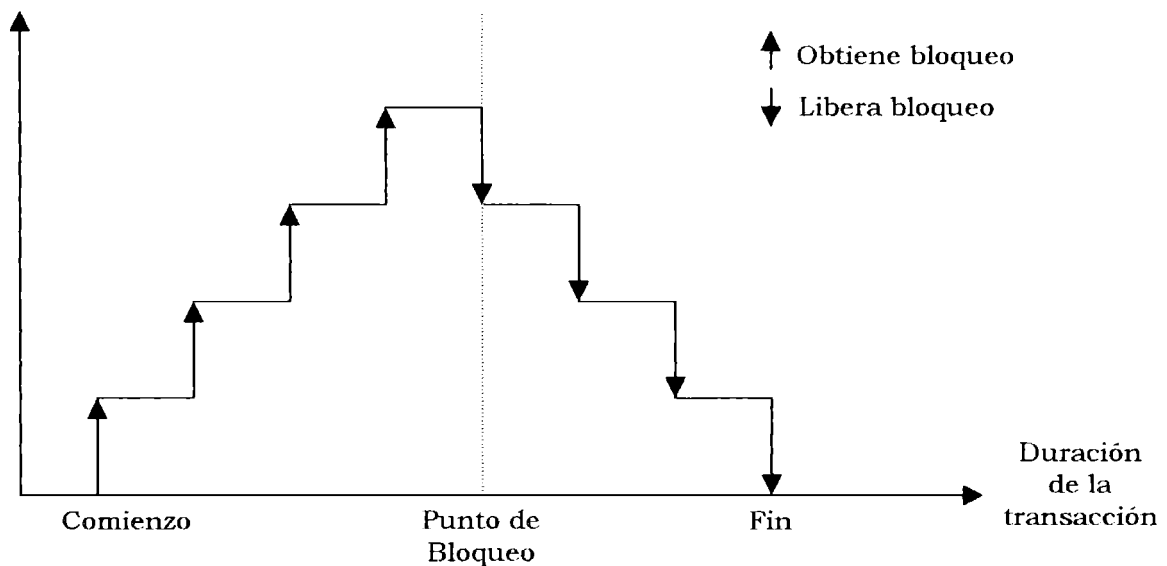 Obtiene bloqueo
Libera bloqueo
Duración
de la
transacción
Comienzo
Punto de
Bloqueo
Fin